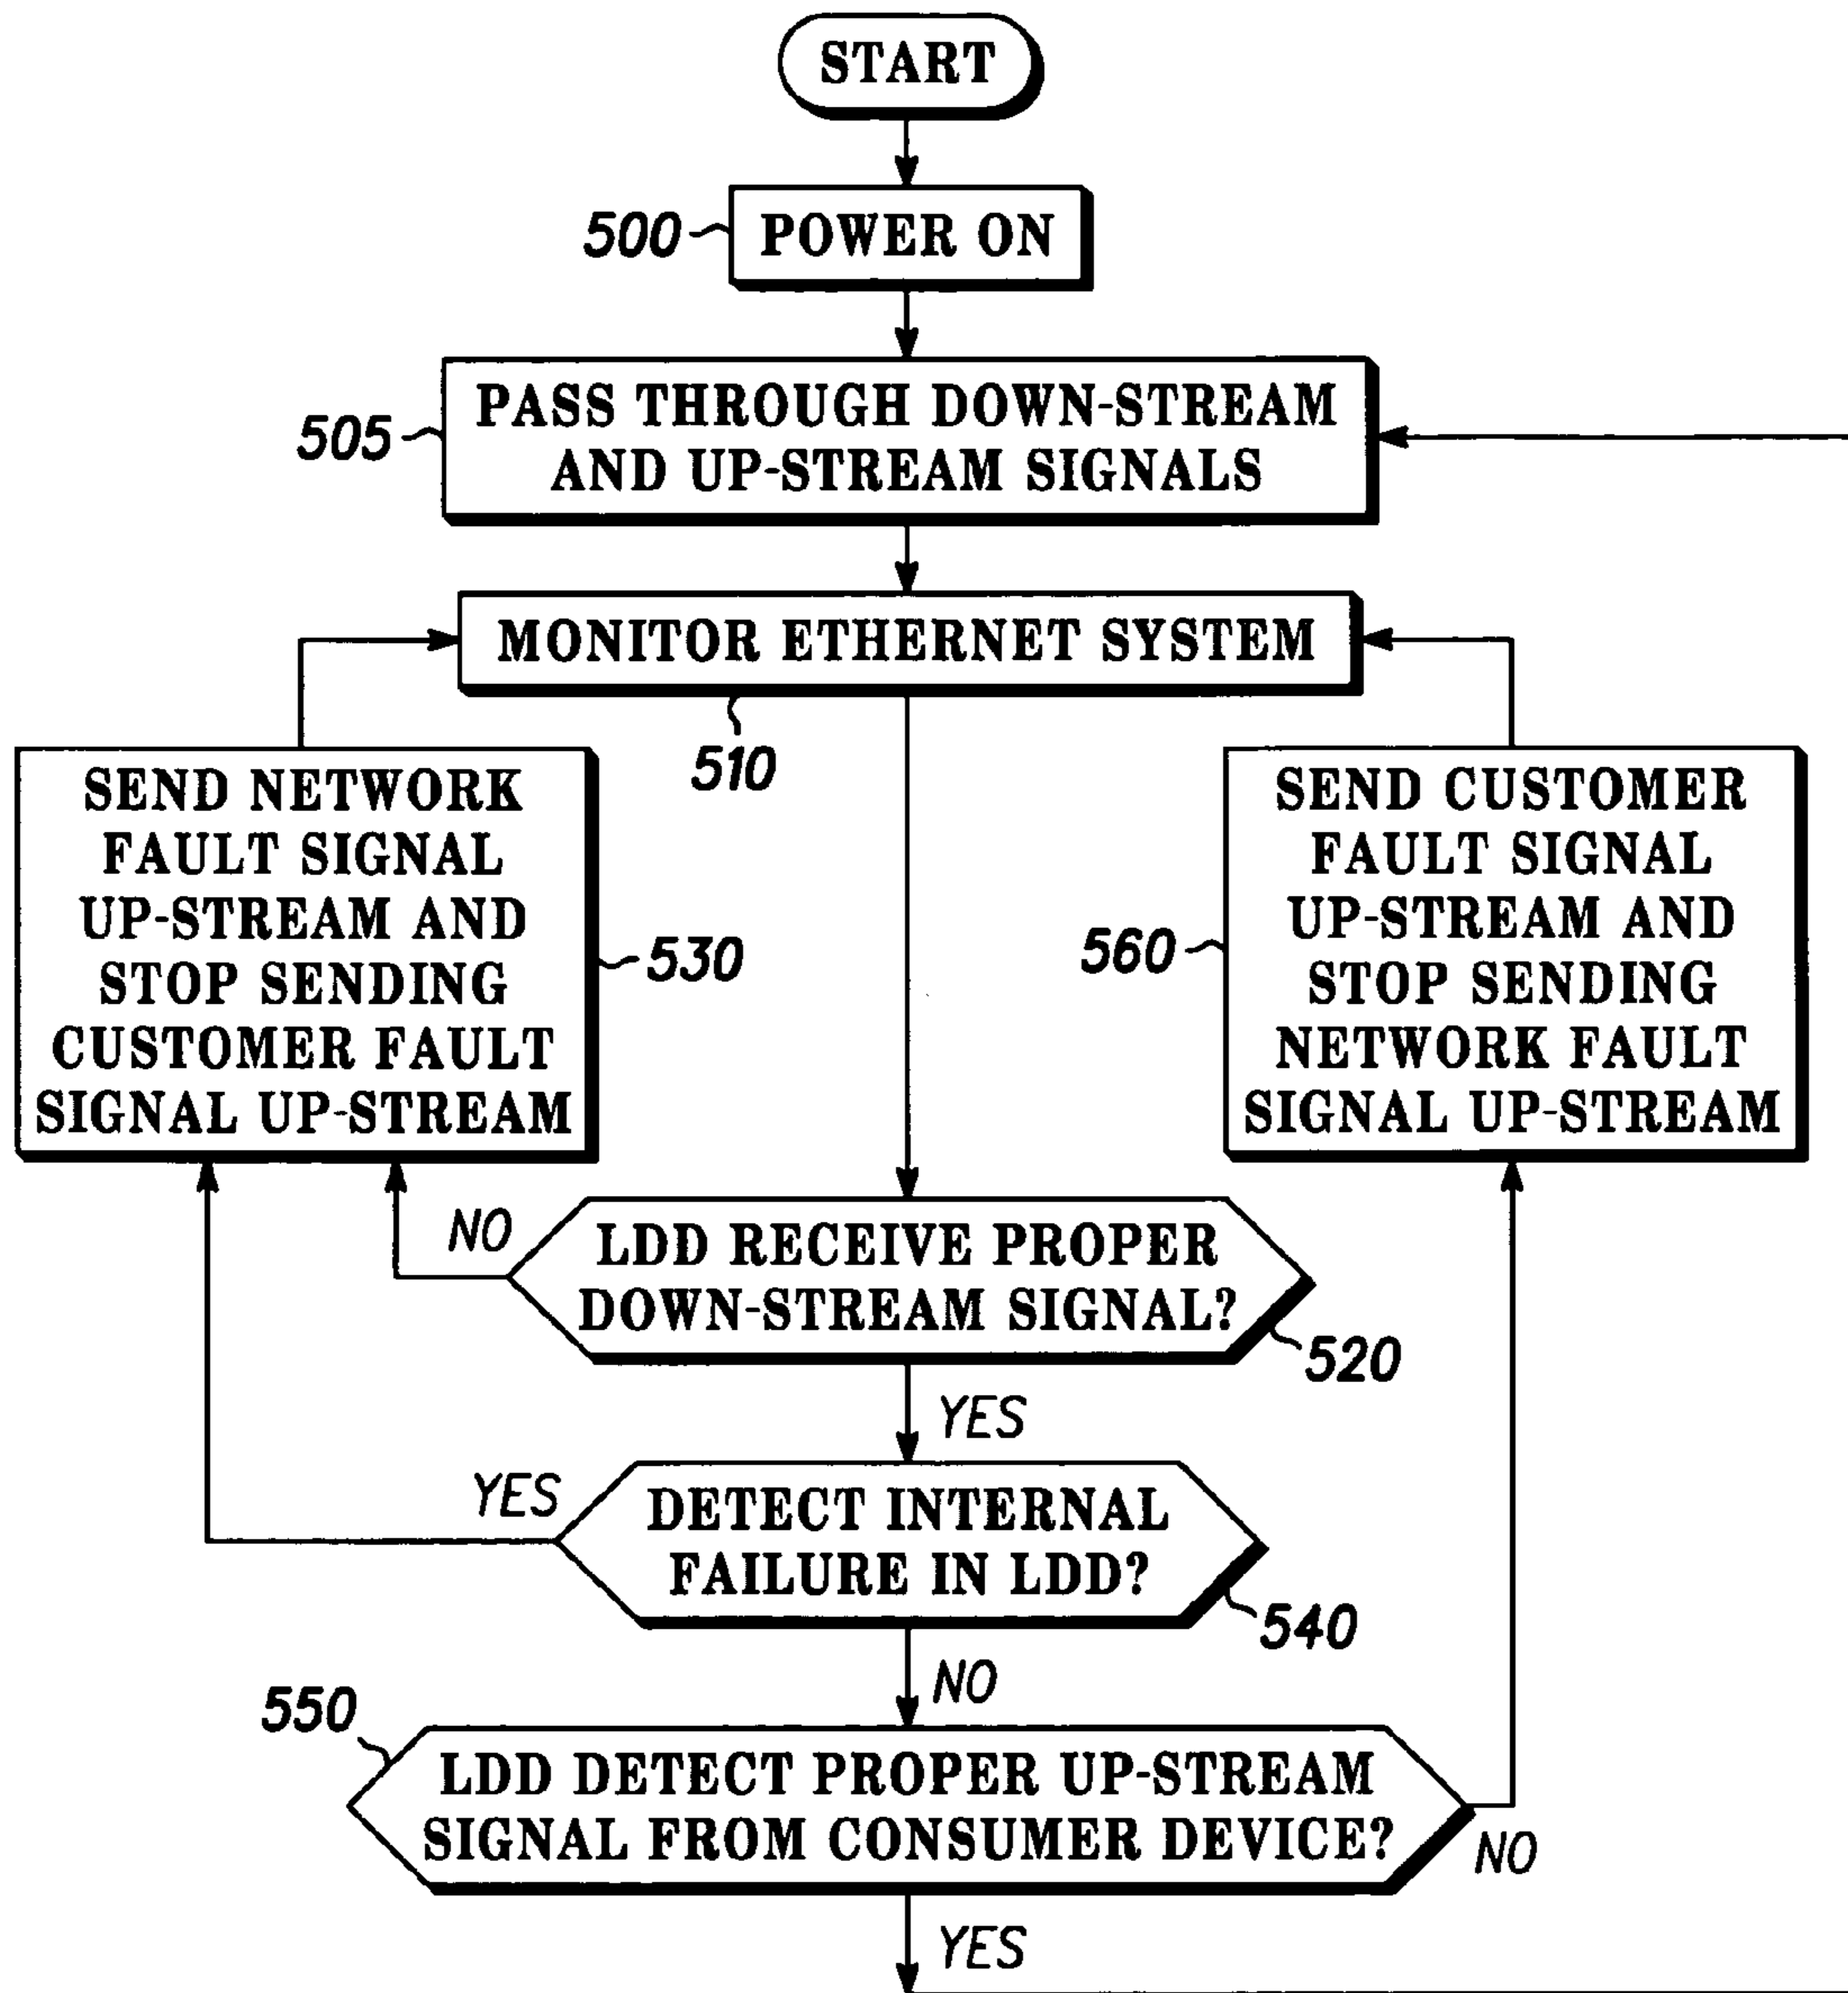 START
500
POWER ON
505
PASS THROUGH DOWN-STREAM
AND UP-STREAM SIGNALS
MONITOR ETHERNET SYSTEM
510
SEND NETWORK
FAULT SIGNAL
UP-STREAM AND
STOP SENDING
CUSTOMER FAULT
SIGNAL UP-STREAM
530
560
SEND CUSTOMER
FAULT SIGNAL
UP-STREAM AND
STOP SENDING
NETWORK FAULT
SIGNAL UP-STREAM
NO
LDD RECEIVE PROPER
DOWN-STREAM SIGNAL?
520
YES
YES
DETECT INTERNAL
FAILURE IN LDD?
540
NO
550
LDD DETECT PROPER UP-STREAM
SIGNAL FROM CONSUMER DEVICE?
NO
YES